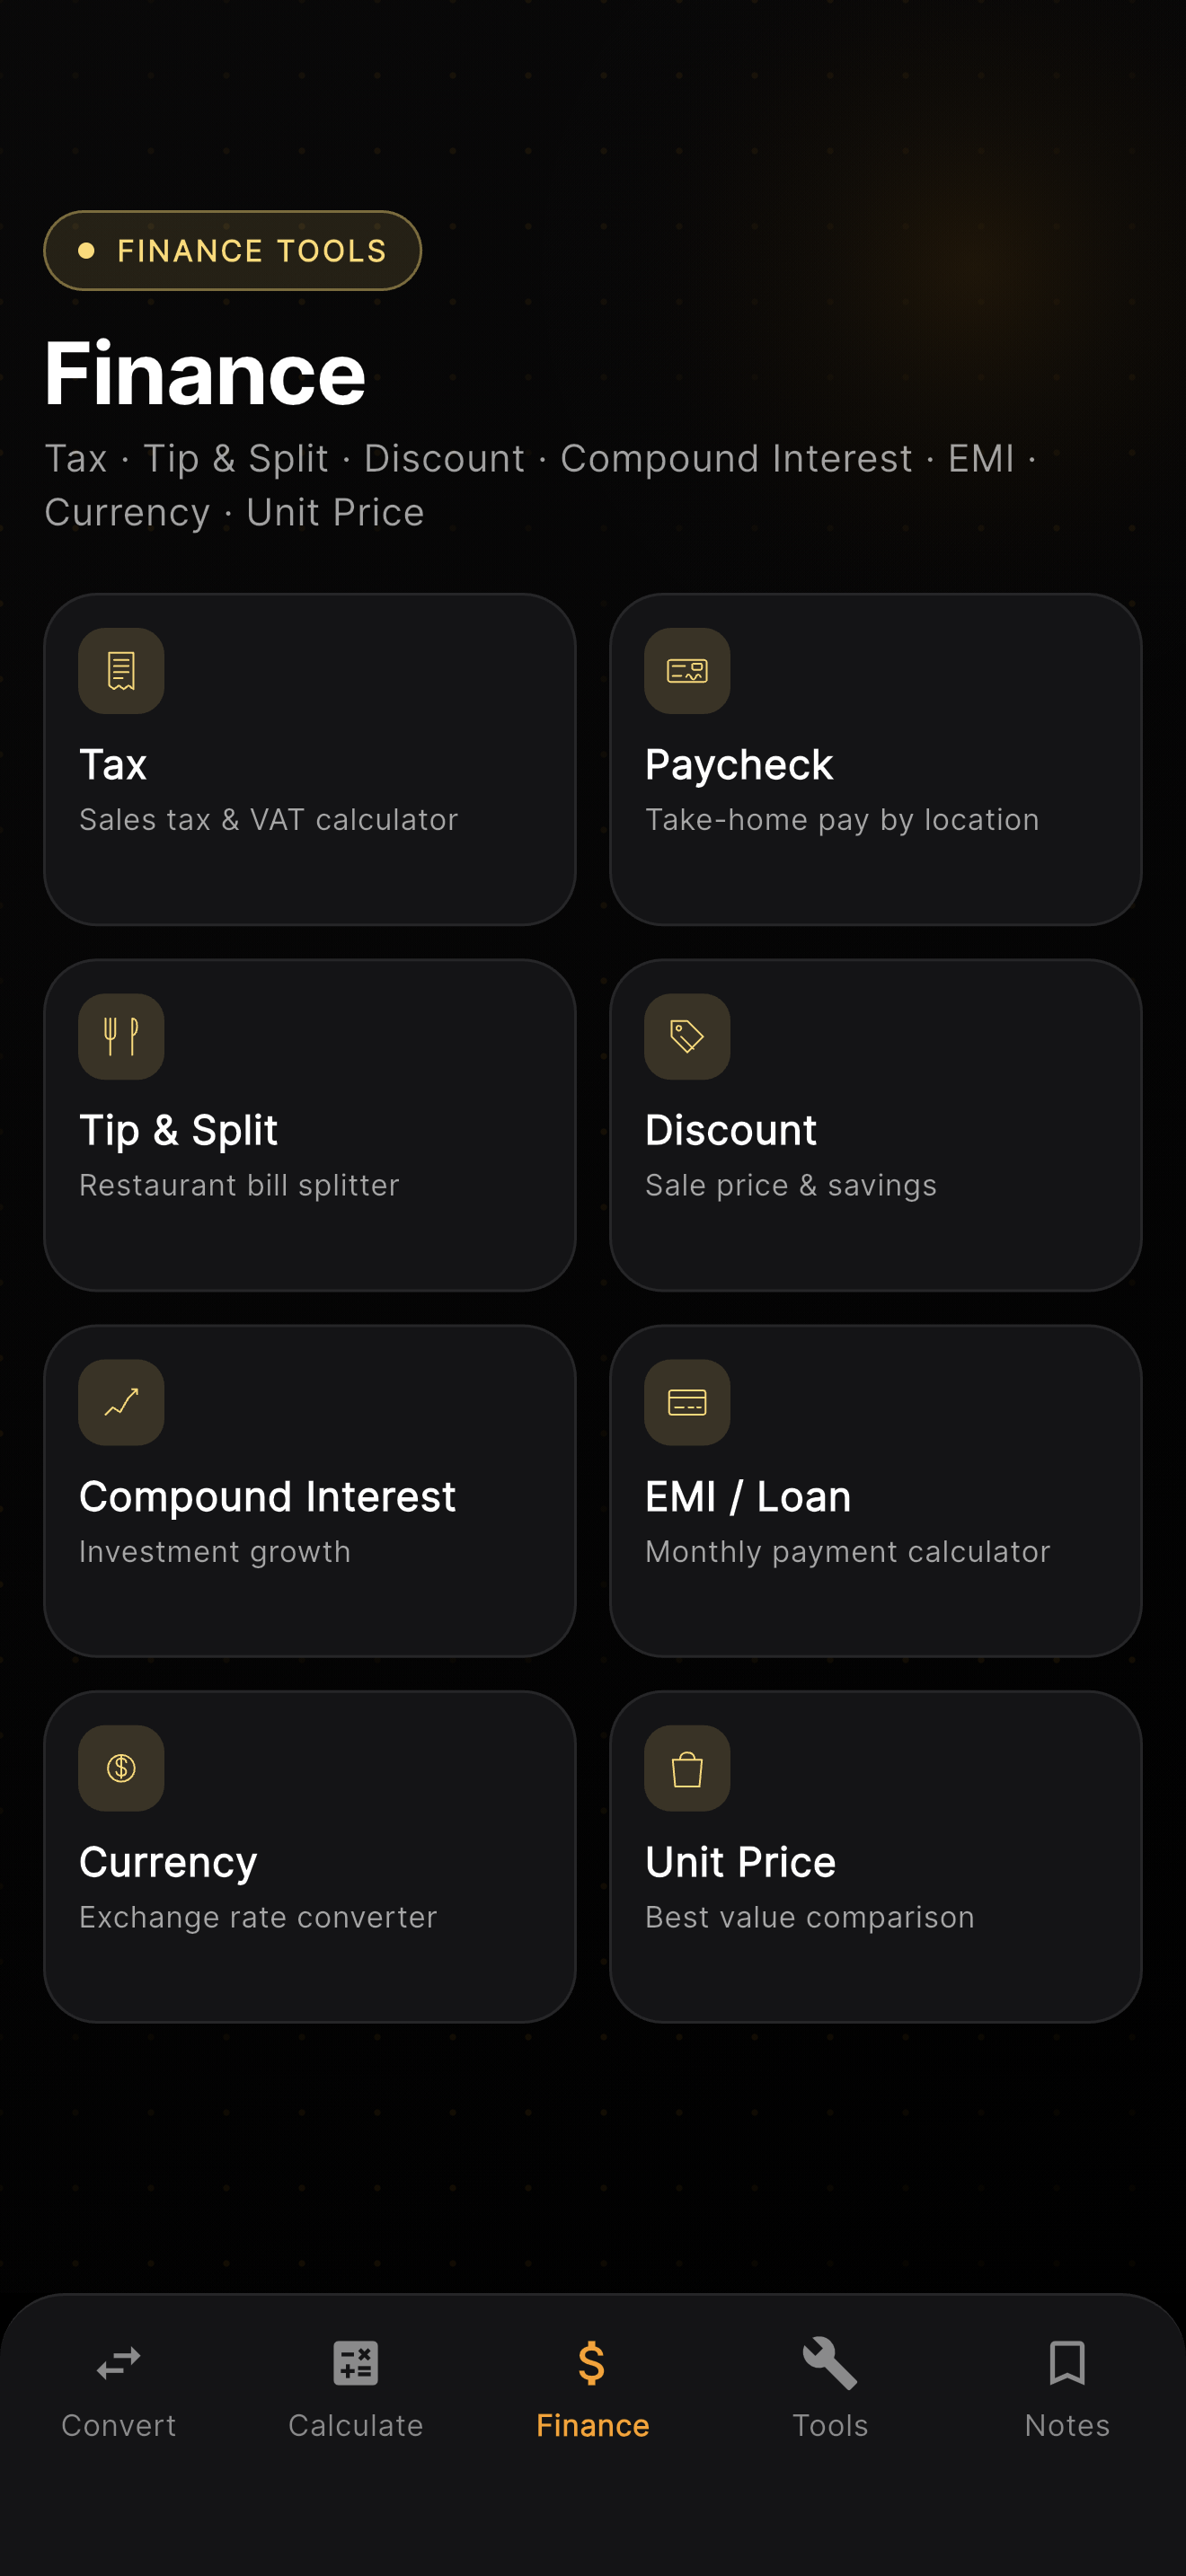 FINANCE TOOLS
Finance
Tax · Tip & Split · Discount · Compound Interest · EMI ·
Currency · Unit Price
Tax
Sales tax & VAT calculator
Paycheck
Take-home pay by location
Tip & Split
Restaurant bill splitter
Discount
Sale price & savings
Compound Interest
Investment growth
EMI / Loan
Monthly payment calculator
Currency
Exchange rate converter
Unit Price
Best value comparison
Convert
Calculate
Finance
Tools
Notes